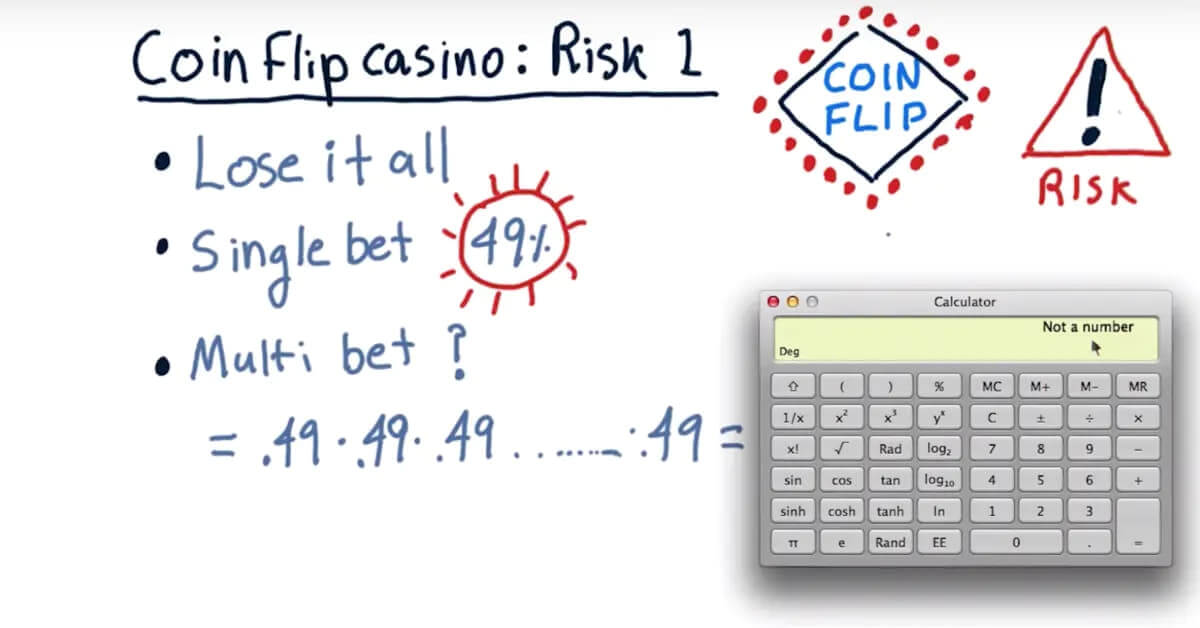 Coin Flip casino: Risk 1
COIN
FLIP
!
RISK
• Lose it all
• Single bet 49%
• Multi bet ?
= .49 · .49 · .49 ........ : 49 =
Calculator
Not a number
Deg
⇧ ( ) % MC M+ M− MR
1/x x² x³ yˣ C ± ÷ ×
x! √ Rad log₂ 7 8 9 −
sin cos tan log₁₀ 4 5 6 +
sinh cosh tanh ln 1 2 3
π e Rand EE 0 . =